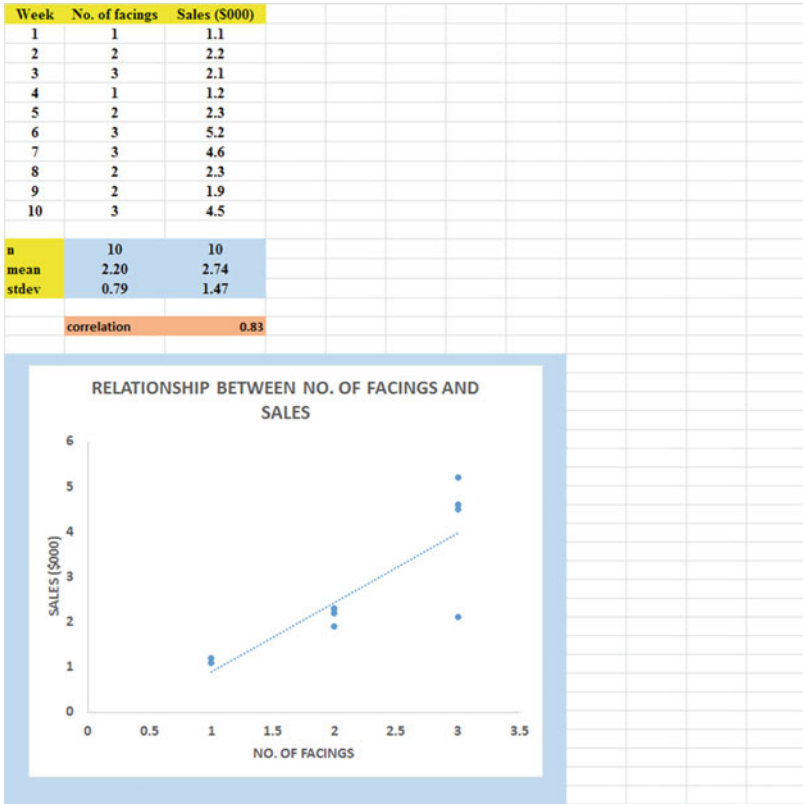 Week No. of facings Sales ($000)
1 1 1.1
2 2 2.2
3 3 2.1
4 1 1.2
5 2 2.3
6 3 5.2
7 3 4.6
8 2 2.3
9 2 1.9
10 3 4.5
n 10 10
mean 2.20 2.74
stdev 0.79 1.47
correlation 0.83
RELATIONSHIP BETWEEN NO. OF FACINGS AND
SALES
6
5
4
3
2
1
0
SALES ($000)
0 0.5 1 1.5 2 2.5 3 3.5
NO. OF FACINGS